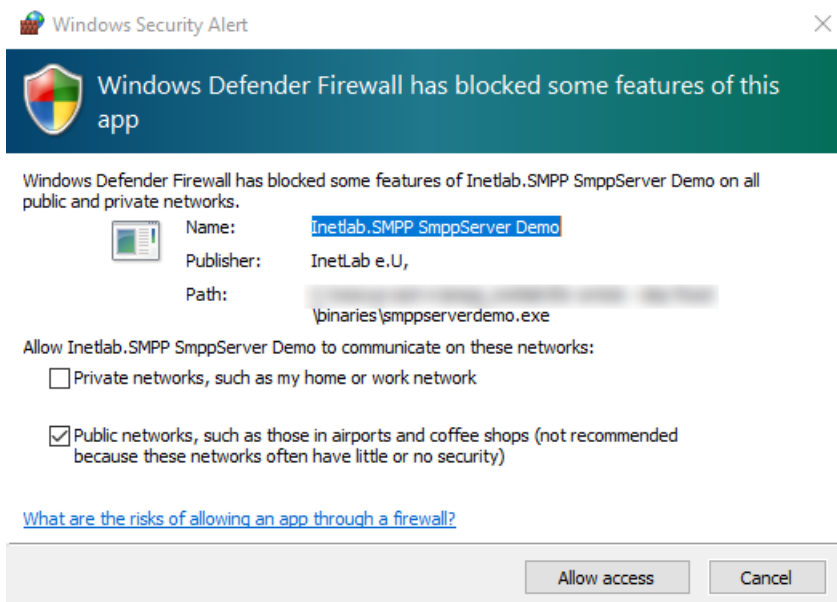 Windows Security Alert
Windows Defender Firewall has blocked some features of this
app
Windows Defender Firewall has blocked some features of Inetlab.SMPP SmppServer Demo on all
public and private networks.
Name: Inetlab.SMPP SmppServer Demo
Publisher: InetLab e.U,
Path:
\binaries\smppserverdemo.exe
Allow Inetlab.SMPP SmppServer Demo to communicate on these networks:
Private networks, such as my home or work network
Public networks, such as those in airports and coffee shops (not recommended
because these networks often have little or no security)
What are the risks of allowing an app through a firewall?
Allow access Cancel